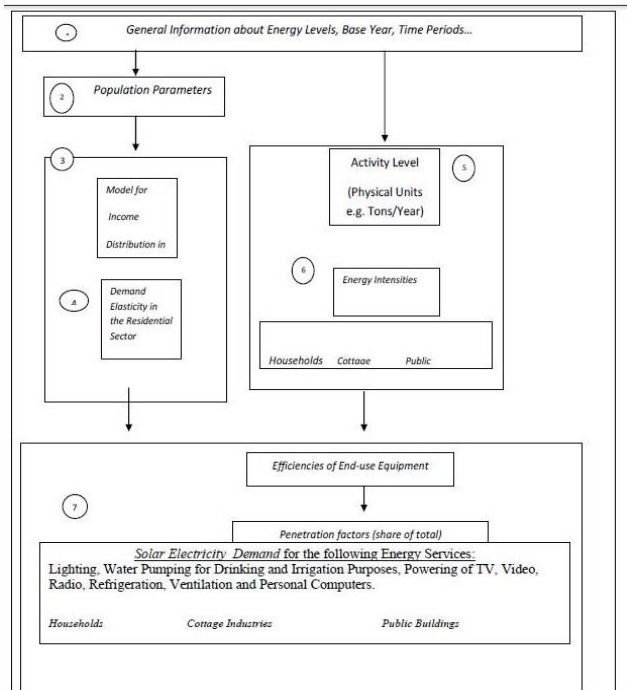 General Information about Energy Levels, Base Year, Time Periods...
2
Population Parameters
3
Model for
Income
Distribution in
Demand
Elasticity in
the Residential
Sector
Activity Level
(Physical Units
e.g. Tons/Year)
5
6
Energy Intensities
Households Cottage Public
Efficiencies of End-use Equipment
7
Penetration factors (share of total)
Solar Electricity Demand for the following Energy Services:
Lighting, Water Pumping for Drinking and Irrigation Purposes, Powering of TV, Video,
Radio, Refrigeration, Ventilation and Personal Computers.
Households Cottage Industries Public Buildings